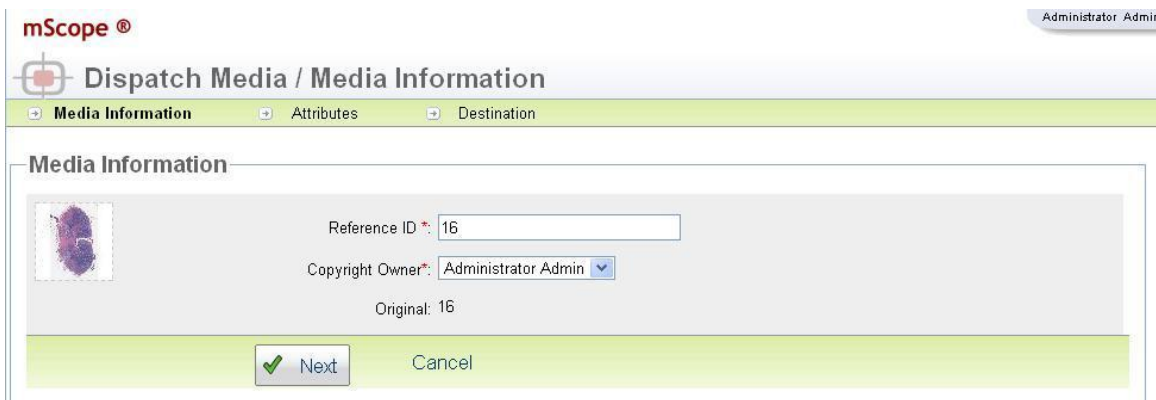 mScope ®
Administrator Admi
Dispatch Media / Media Information
Media Information Attributes Destination
Media Information
Reference ID *: 16
Copyright Owner*: Administrator Admin
Original: 16
Next Cancel